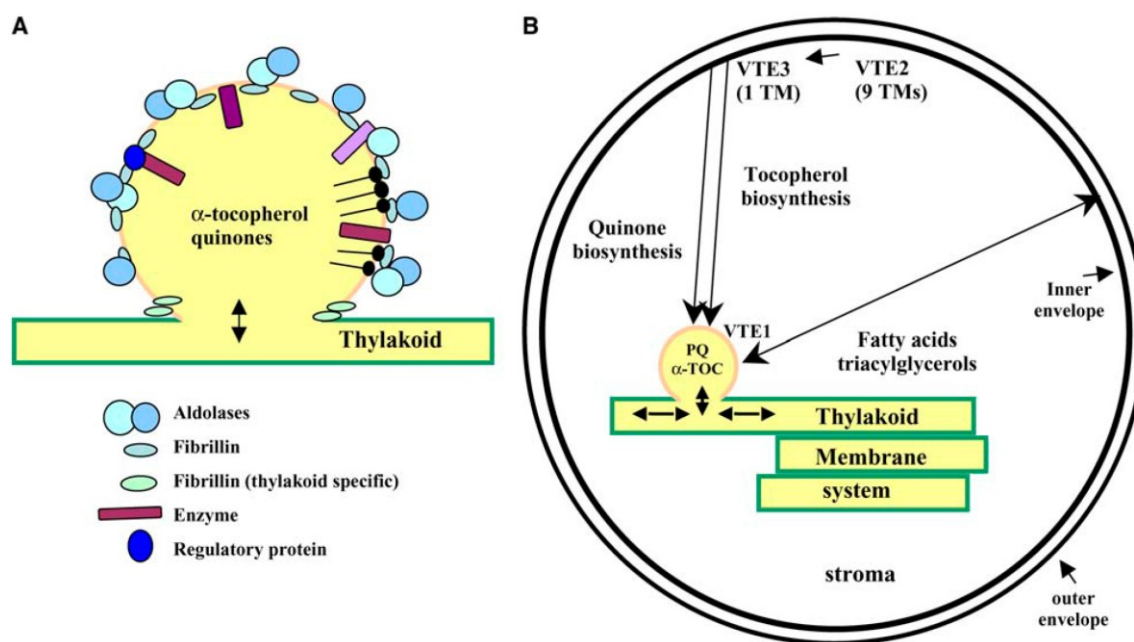 A
α-tocopherol
quinones
Thylakoid
Aldolases
Fibrillin
Fibrillin (thylakoid specific)
Enzyme
Regulatory protein
B
VTE3
(1 TM)
VTE2
(9 TMs)
Tocopherol
biosynthesis
Quinone
biosynthesis
Inner
envelope
VTE1
PQ
α-TOC
Fatty acids
triacylglycerols
Thylakoid
Membrane
system
stroma
outer
envelope